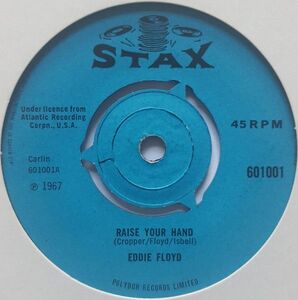 STAX
Under licence from
Atlantic Recording
Corpn., U.S.A.
45 RPM
Carlin
601001A
601001
℗ 1967
RAISE YOUR HAND
(Cropper/Floyd/Isbell)
EDDIE FLOYD
POLYDOR RECORDS LIMITED